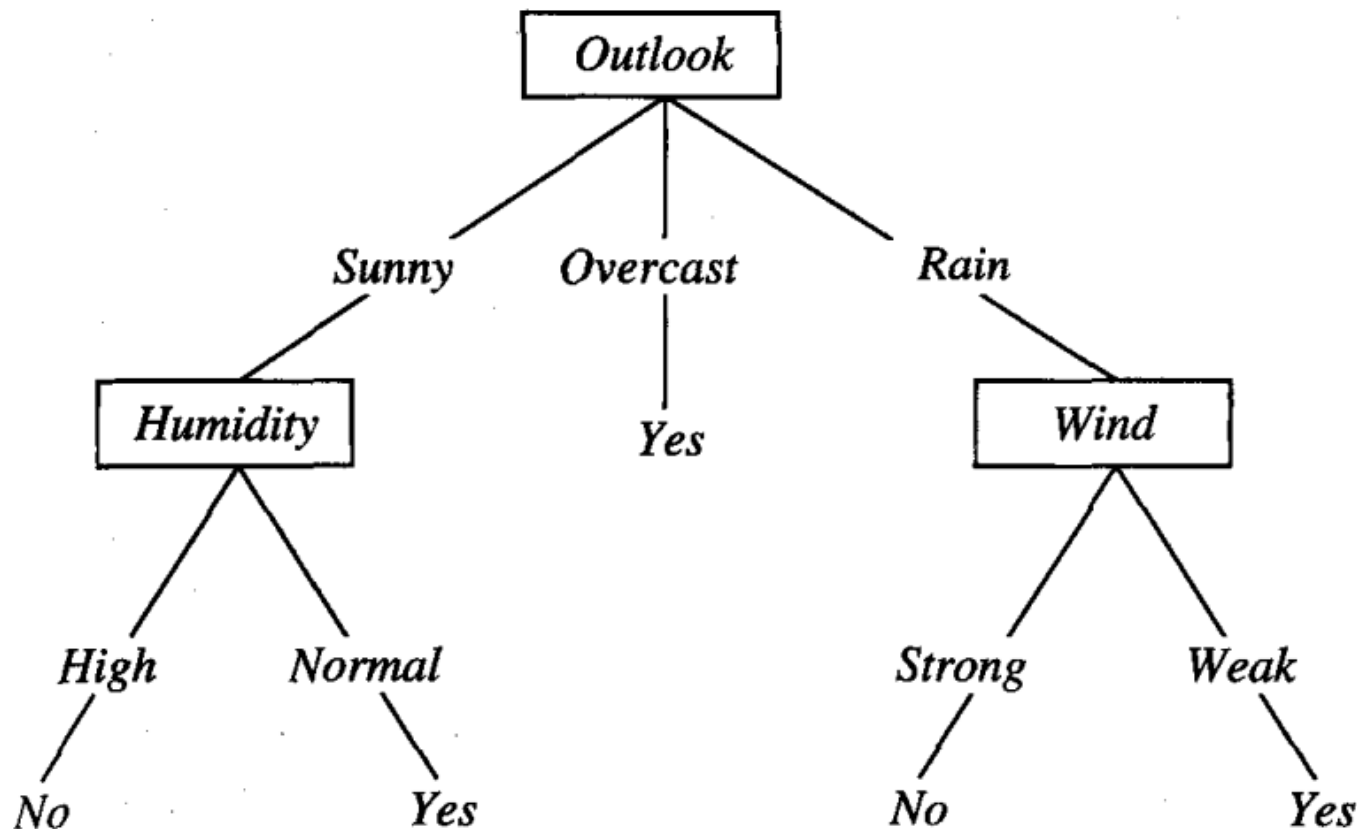 Outlook
Sunny Overcast Rain
Humidity Yes Wind
High Normal Strong Weak
No Yes No Yes